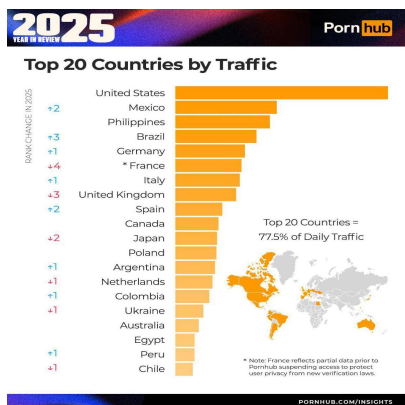 2025
YEAR IN REVIEW
Porn hub
Top 20 Countries by Traffic
RANK CHANGE IN 2025
United States
↑2 Mexico
Philippines
↑3 Brazil
↑1 Germany
↓4 * France
↑1 Italy
↓3 United Kingdom
↑2 Spain
Canada
↓2 Japan
Poland
↑1 Argentina
↓1 Netherlands
↑1 Colombia
↓1 Ukraine
Australia
Egypt
↑1 Peru
↓1 Chile
Top 20 Countries =
77.5% of Daily Traffic
* Note: France reflects partial data prior to
Pornhub suspending access to protect
user privacy from new verification laws.
PORNHUB.COM/INSIGHTS